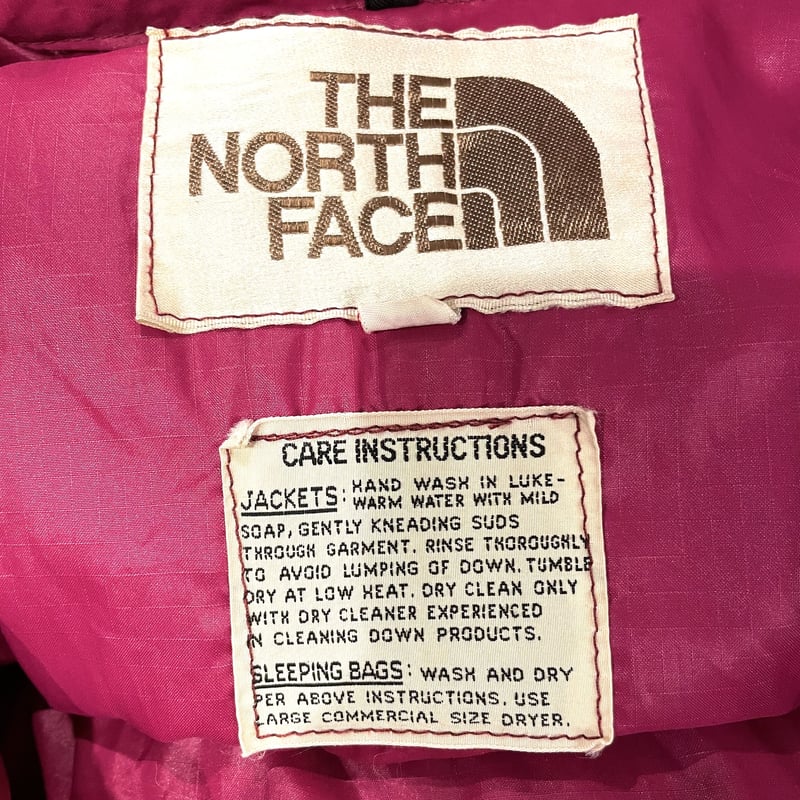 THE
NORTH
FACE
CARE INSTRUCTIONS
JACKETS: HAND WASH IN LUKE-
WARM WATER WITH MILD
SOAP, GENTLY KNEADING SUDS
THROUGH GARMENT. RINSE THOROUGHLY
TO AVOID LUMPING OF DOWN. TUMBLE
DRY AT LOW HEAT. DRY CLEAN ONLY
WITH DRY CLEANER EXPERIENCED
IN CLEANING DOWN PRODUCTS.
SLEEPING BAGS: WASH AND DRY
PER ABOVE INSTRUCTIONS. USE
LARGE COMMERCIAL SIZE DRYER.